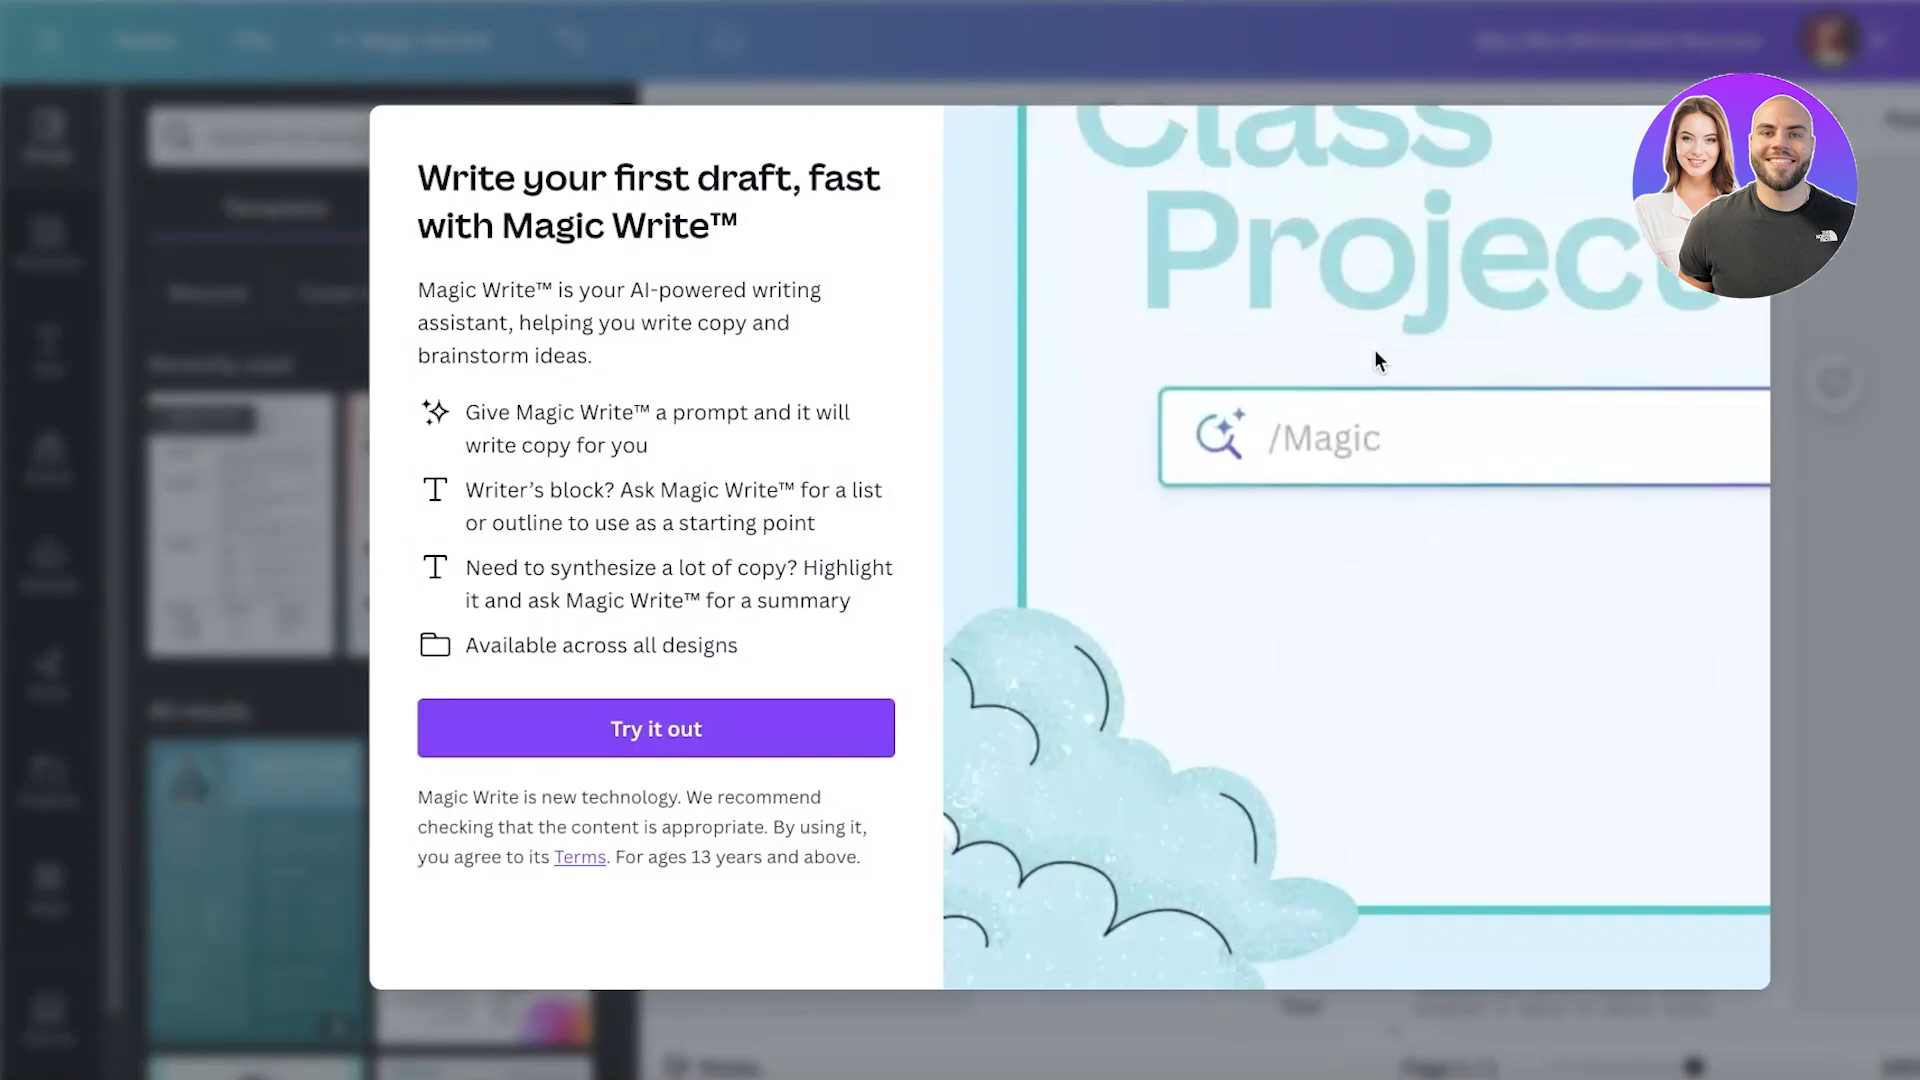 Write your first draft, fast
with Magic Write™
Magic Write™ is your AI-powered writing
assistant, helping you write copy and
brainstorm ideas.
Give Magic Write™ a prompt and it will
write copy for you
Writer’s block? Ask Magic Write™ for a list
or outline to use as a starting point
Need to synthesize a lot of copy? Highlight
it and ask Magic Write™ for a summary
Available across all designs
Try it out
Magic Write is new technology. We recommend
checking that the content is appropriate. By using it,
you agree to its Terms. For ages 13 years and above.
Class
Project
/Magic